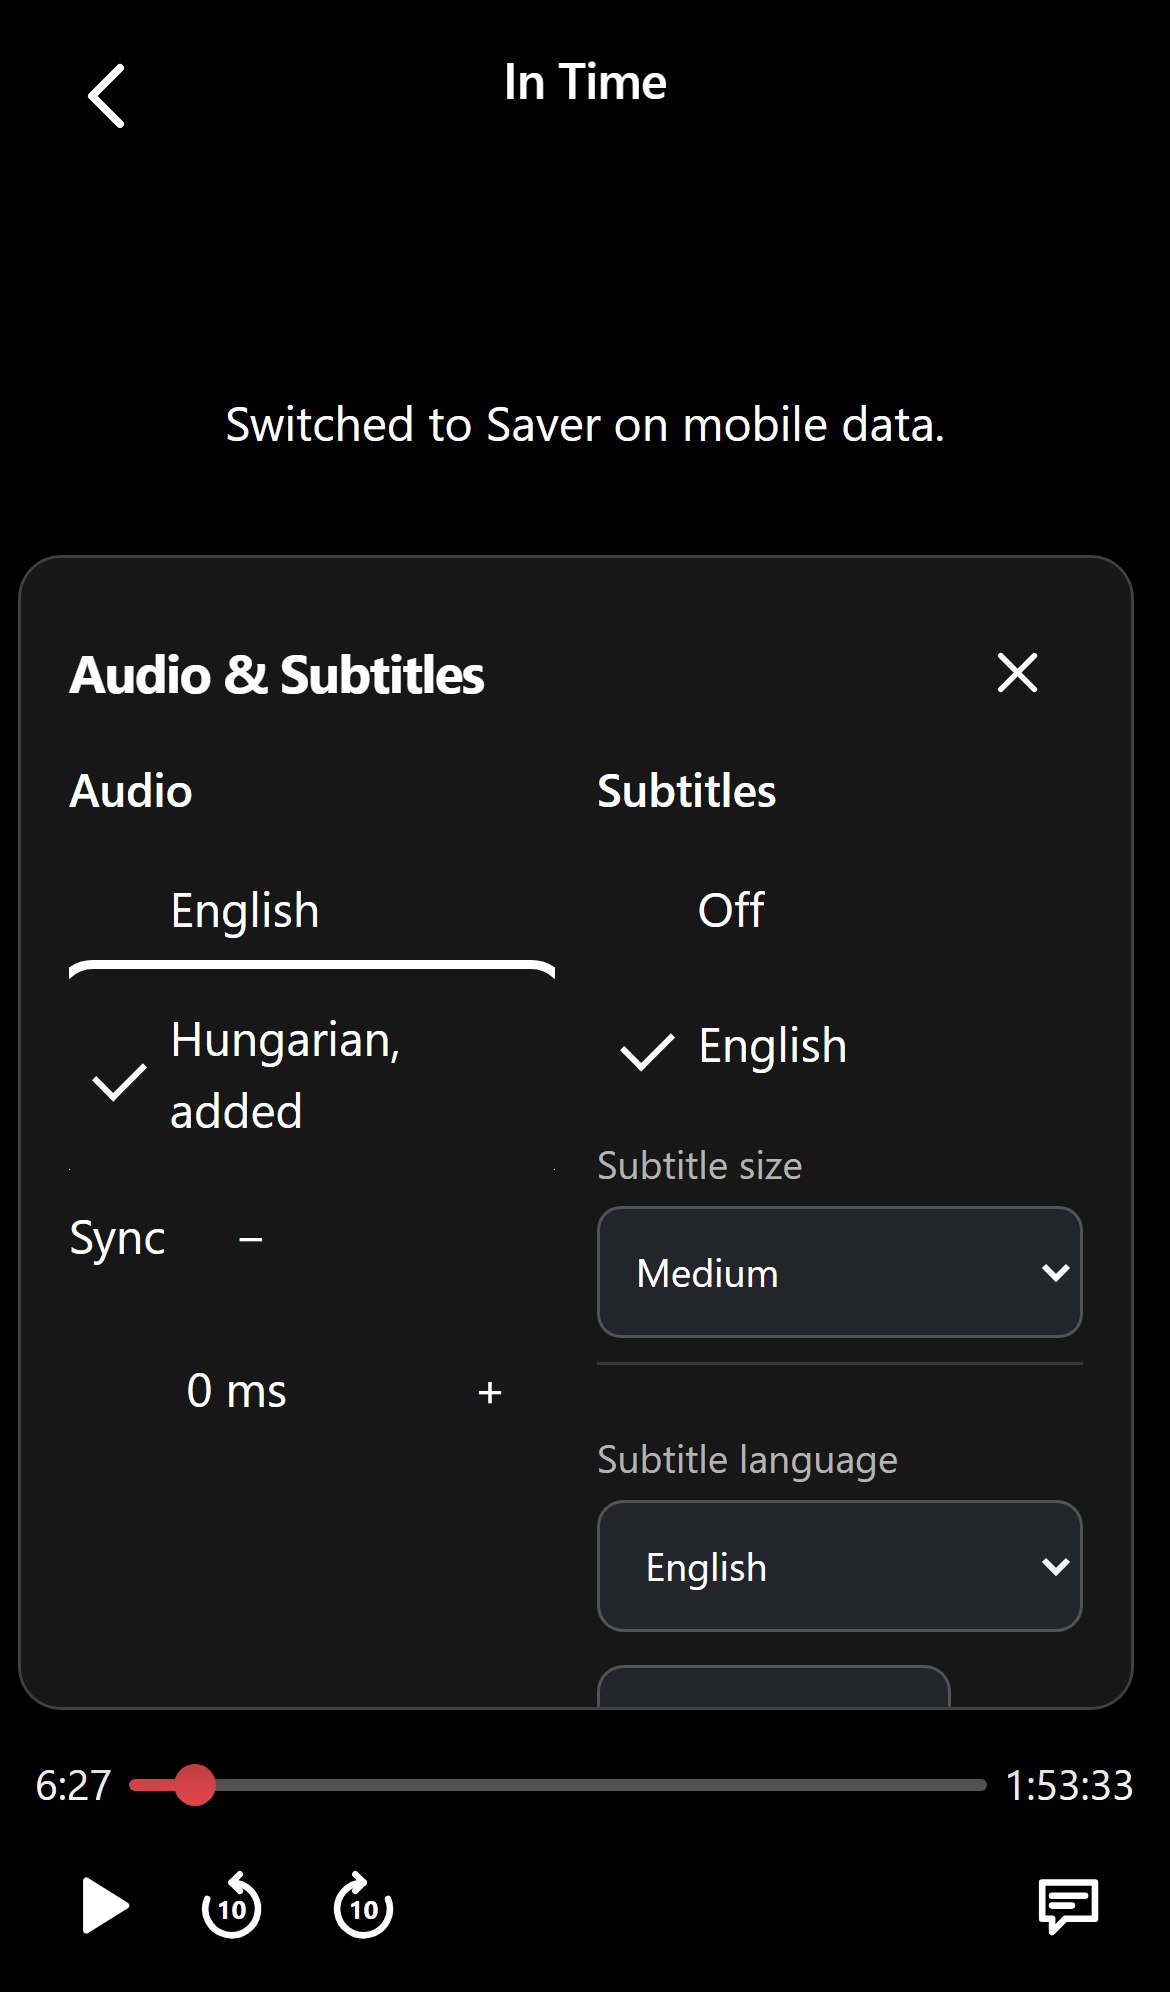 In Time
Switched to Saver on mobile data.
Audio & Subtitles
Audio
English
Hungarian,
added
Sync −
0 ms +
Subtitles
Off
English
Subtitle size
Medium
Subtitle language
English
6:27
1:53:33
10
10